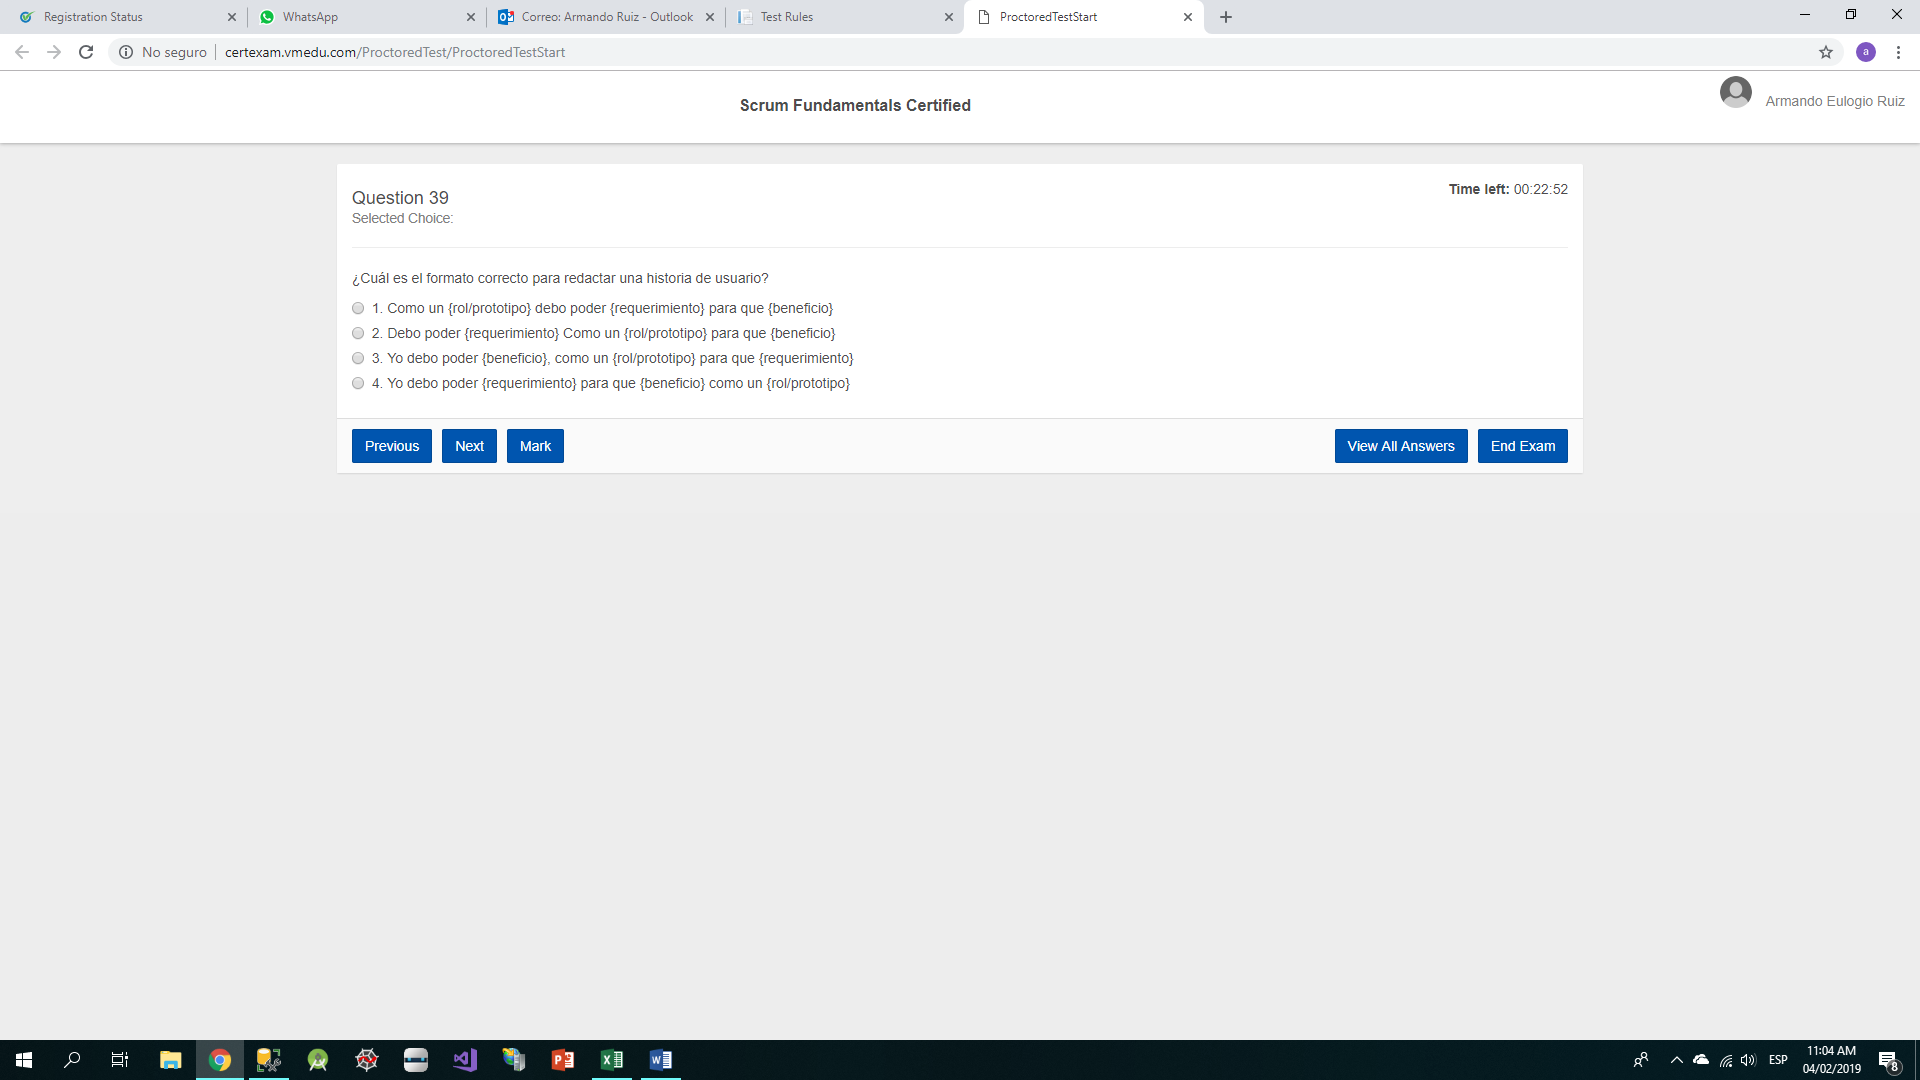 Registration Status
WhatsApp
Correo: Armando Ruiz - Outlook
Test Rules
ProctoredTestStart
No seguro
certexam.vmedu.com/ProctoredTest/ProctoredTestStart
a
Scrum Fundamentals Certified
Armando Eulogio Ruiz
Question 39
Time left: 00:22:52
Selected Choice:
¿Cuál es el formato correcto para redactar una historia de usuario?
1. Como un {rol/prototipo} debo poder {requerimiento} para que {beneficio}
2. Debo poder {requerimiento} Como un {rol/prototipo} para que {beneficio}
3. Yo debo poder {beneficio}, como un {rol/prototipo} para que {requerimiento}
4. Yo debo poder {requerimiento} para que {beneficio} como un {rol/prototipo}
Previous
Next
Mark
View All Answers
End Exam
ESP
11:04 AM
04/02/2019
8